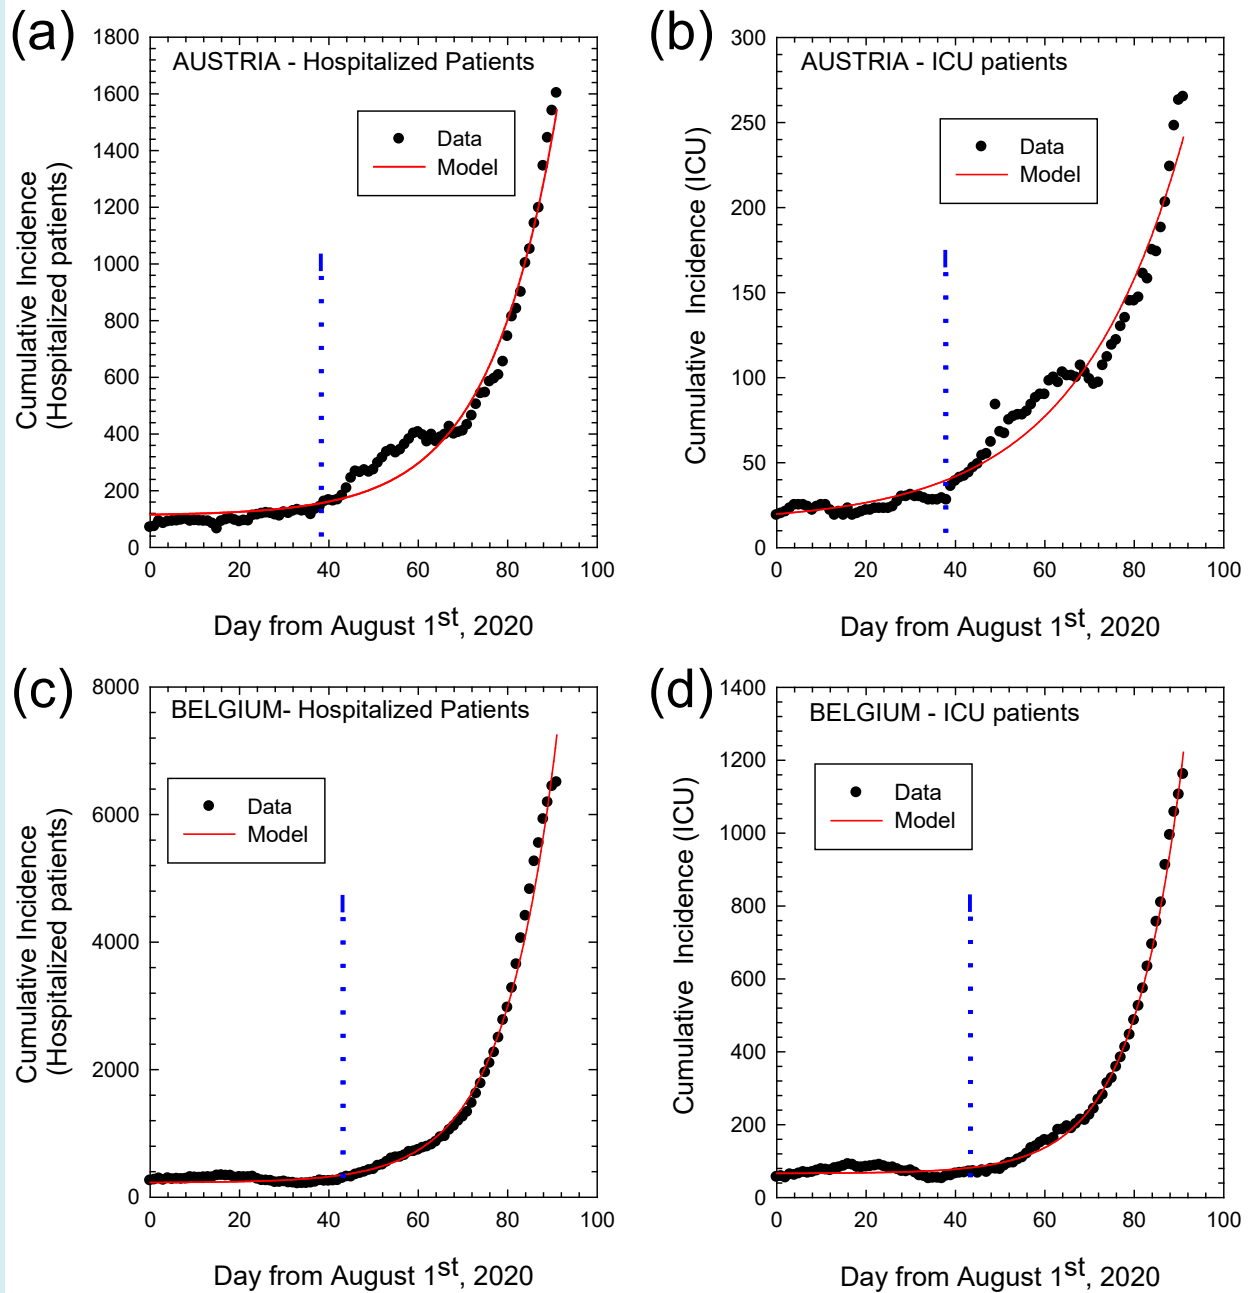 (a)
AUSTRIA - Hospitalized Patients
Data
Model
Cumulative Incidence
(Hospitalized patients)
1800
1600
1400
1200
1000
800
600
400
200
0
0 20 40 60 80 100
Day from August 1st, 2020
(b)
AUSTRIA - ICU patients
Data
Model
Cumulative Incidence (ICU)
300
250
200
150
100
50
0
0 20 40 60 80 100
Day from August 1st, 2020
(c)
BELGIUM- Hospitalized Patients
Data
Model
Cumulative Incidence
(Hospitalized patients)
8000
6000
4000
2000
0
0 20 40 60 80 100
Day from August 1st, 2020
(d)
BELGIUM - ICU patients
Data
Model
Cumulative Incidence (ICU)
1400
1200
1000
800
600
400
200
0
0 20 40 60 80 100
Day from August 1st, 2020